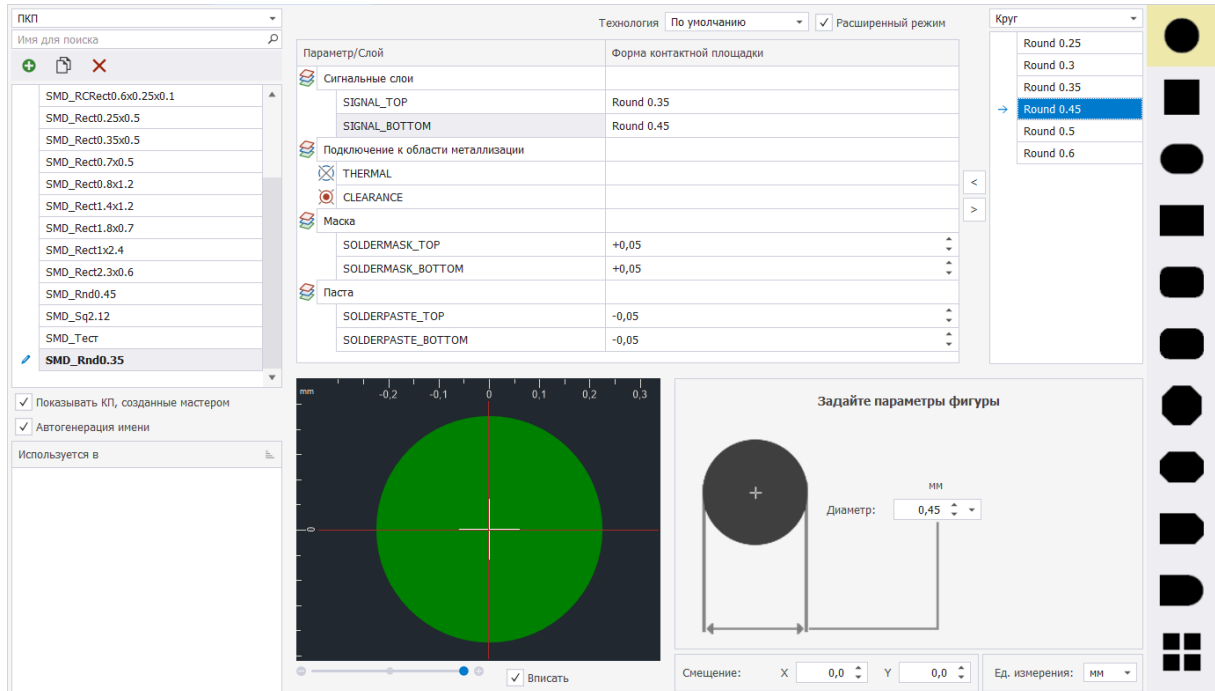 ПКП
Имя для поиска
SMD_RCRect0.6x0.25x0.1
SMD_Rect0.25x0.5
SMD_Rect0.35x0.5
SMD_Rect0.7x0.5
SMD_Rect0.8x1.2
SMD_Rect1.4x1.2
SMD_Rect1.8x0.7
SMD_Rect1x2.4
SMD_Rect2.3x0.6
SMD_Rnd0.45
SMD_Sq2.12
SMD_Тест
SMD_Rnd0.35
Показывать КП, созданные мастером
Автогенерация имени
Используется в
Технология По умолчанию Расширенный режим
Параметр/Слой Форма контактной площадки
Сигнальные слои
SIGNAL_TOP Round 0.35
SIGNAL_BOTTOM Round 0.45
Подключение к области металлизации
THERMAL
CLEARANCE
Маска
SOLDERMASK_TOP +0,05
SOLDERMASK_BOTTOM +0,05
Паста
SOLDERPASTE_TOP -0,05
SOLDERPASTE_BOTTOM -0,05
<
>
Круг
Round 0.25
Round 0.3
Round 0.35
Round 0.45
Round 0.5
Round 0.6
mm -0,2 -0,1 0 0,1 0,2 0,3
0
Вписать
Задайте параметры фигуры
мм
Диаметр: 0,45
Смещение: X 0,0 Y 0,0
Ед. измерения: мм